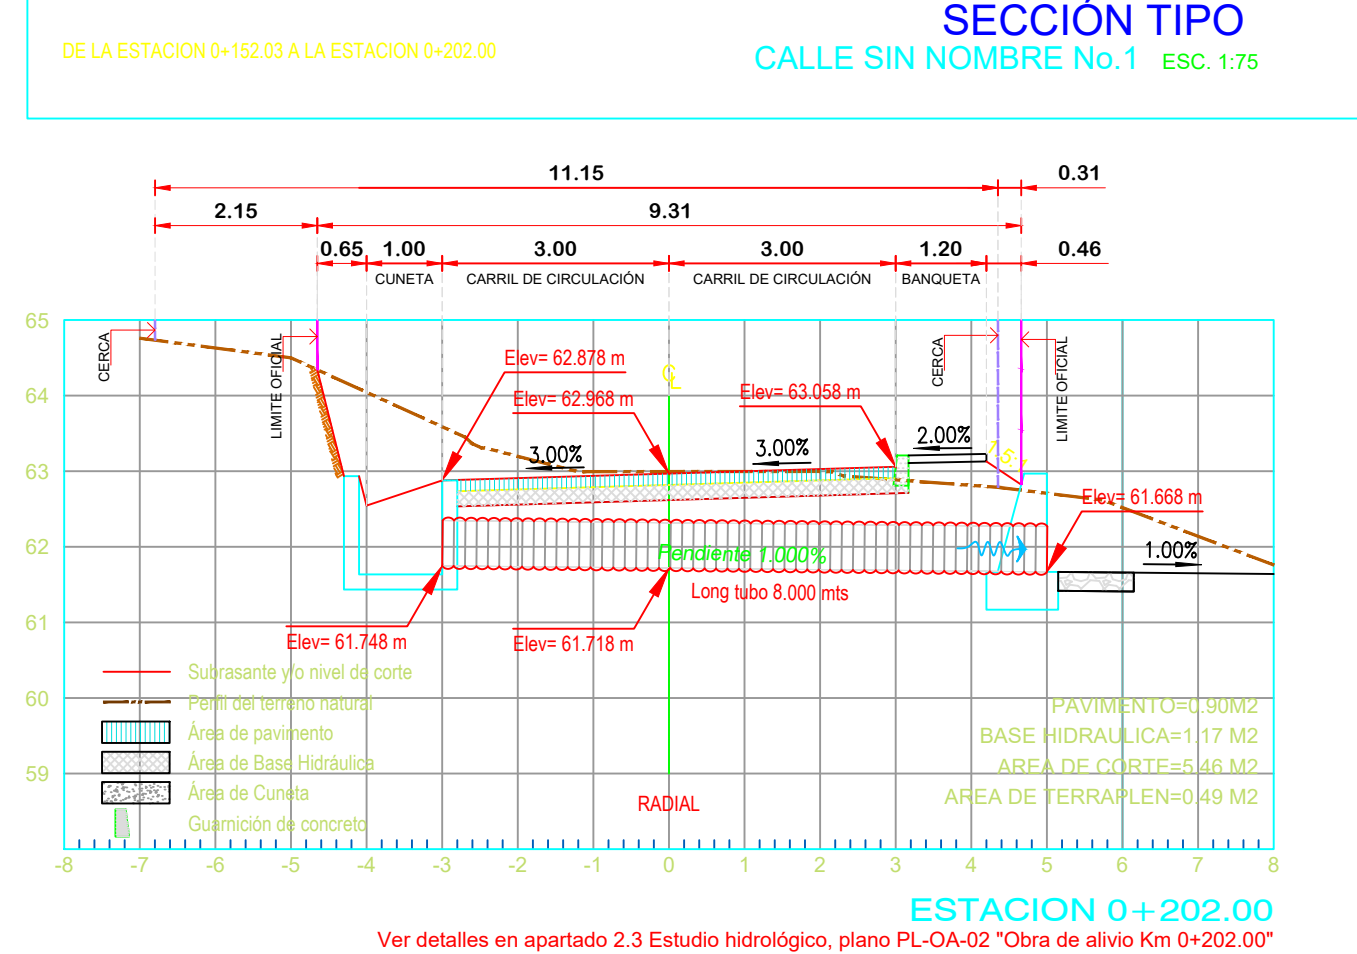 SECCIÓN TIPO
DE LA ESTACION 0+152.03 A LA ESTACION 0+202.00
CALLE SIN NOMBRE No.1 ESC. 1:75
11.15 0.31
2.15 9.31
0.65 1.00 3.00 3.00 1.20 0.46
CUNETA CARRIL DE CIRCULACIÓN CARRIL DE CIRCULACIÓN BANQUETA
65
CERCA
LIMITE OFICIAL
CERCA
LIMITE OFICIAL
Elev= 62.878 m
CL
Elev= 62.968 m
Elev= 63.058 m
64
3.00% 3.00% 2.00%
1.5:1
63
Elev= 61.668 m
62
Pendiente 1.000%
1.00%
Long tubo 8.000 mts
61
Elev= 61.748 m
Elev= 61.718 m
Subrasante y/o nivel de corte
60
Perfil del terreno natural
PAVIMENTO=0.90M2
Área de pavimento
BASE HIDRAULICA=1.17 M2
Área de Base Hidráulica
AREA DE CORTE=5.46 M2
59
Área de Cuneta
AREA DE TERRAPLEN=0.49 M2
RADIAL
Guarnición de concreto
-8 -7 -6 -5 -4 -3 -2 -1 0 1 2 3 4 5 6 7 8
ESTACION 0+202.00
Ver detalles en apartado 2.3 Estudio hidrológico, plano PL-OA-02 "Obra de alivio Km 0+202.00"